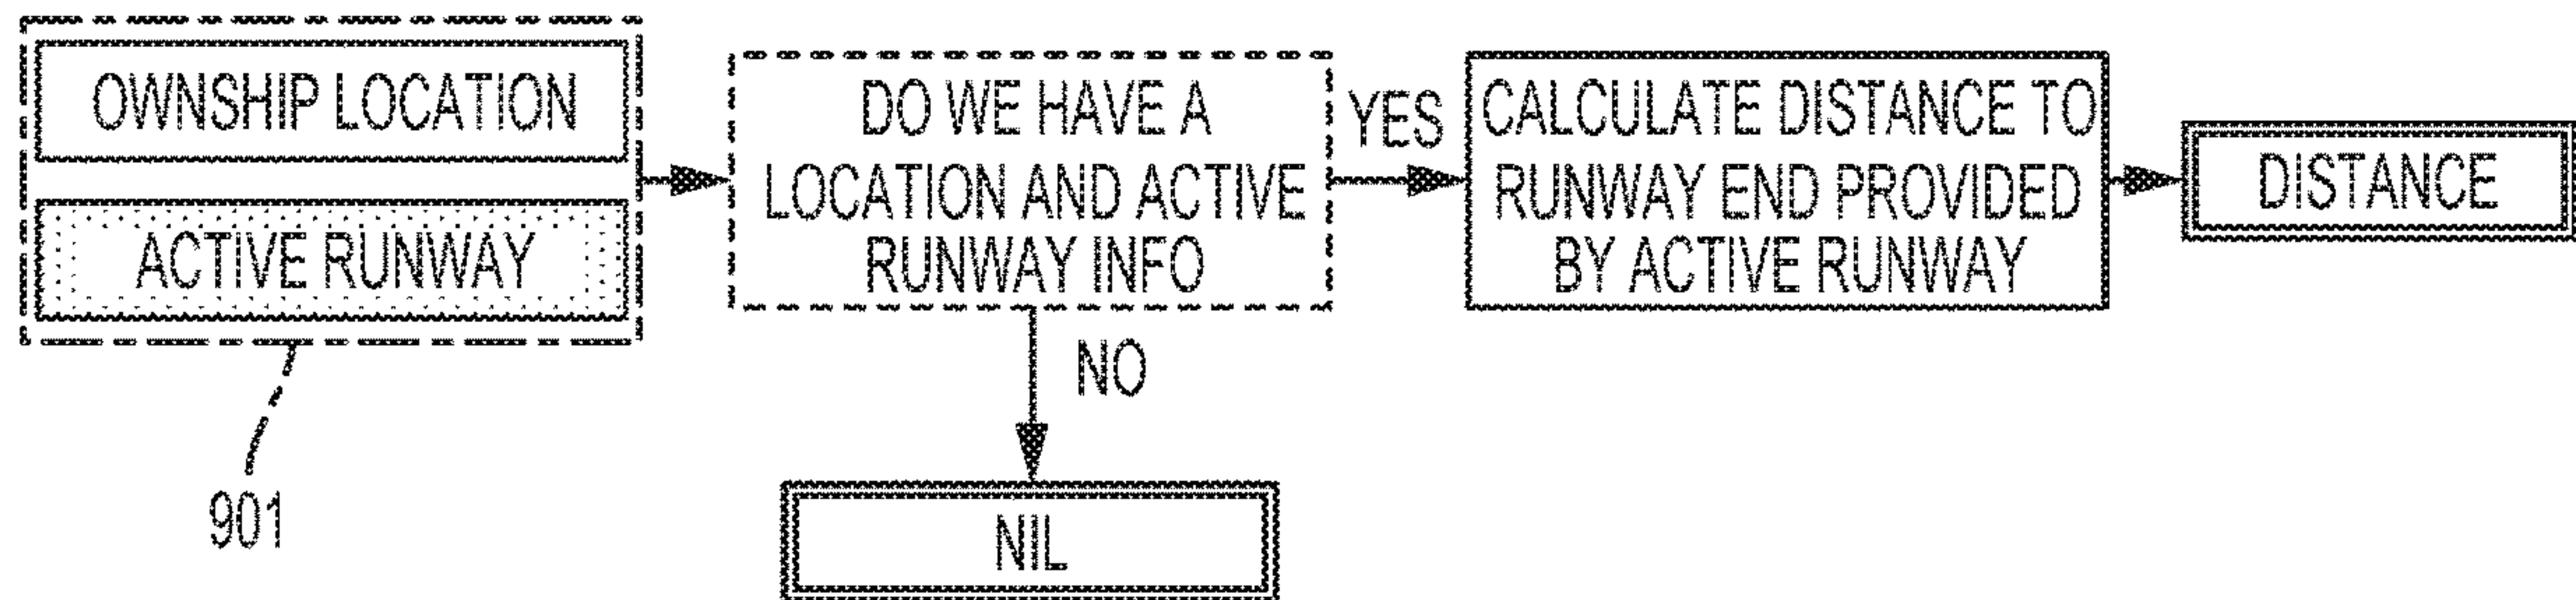 OWNSHIP LOCATION
ACTIVE RUNWAY
901
DO WE HAVE A
LOCATION AND ACTIVE
RUNWAY INFO
YES
NO
NIL
CALCULATE DISTANCE TO
RUNWAY END PROVIDED
BY ACTIVE RUNWAY
DISTANCE